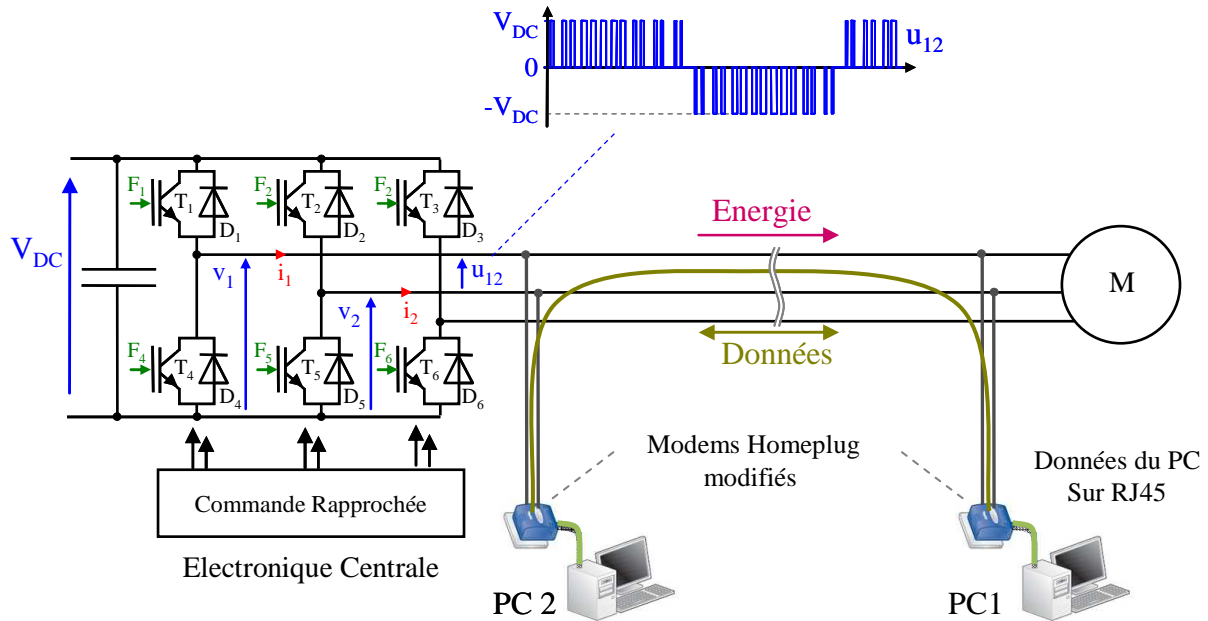 V_DC
0
-V_DC
u_12
F_1
T_1
D_1
F_2
T_2
D_2
F_2
T_3
D_3
V_DC
v_1
i_1
v_2
i_2
u_12
Energie
Données
M
F_4
T_4
D_4
F_5
T_5
D_5
F_6
T_6
D_6
Commande Rapprochée
Electronique Centrale
Modems Homeplug
modifiés
Données du PC
Sur RJ45
PC 2
PC1